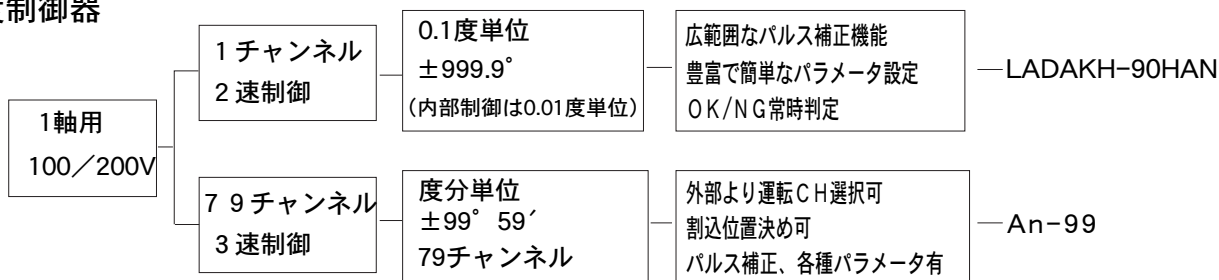 制御器
1軸用
100／200V
1チャンネル
2速制御
0.1度単位
±999.9°
(内部制御は0.01度単位)
広範囲なパルス補正機能
豊富で簡単なパラメータ設定
ＯＫ/ＮＧ常時判定
LADAKH-90HAN
79チャンネル
3速制御
度分単位
±99° 59′
79チャンネル
外部より運転ＣＨ選択可
割込位置決め可
パルス補正、各種パラメータ有
An-99